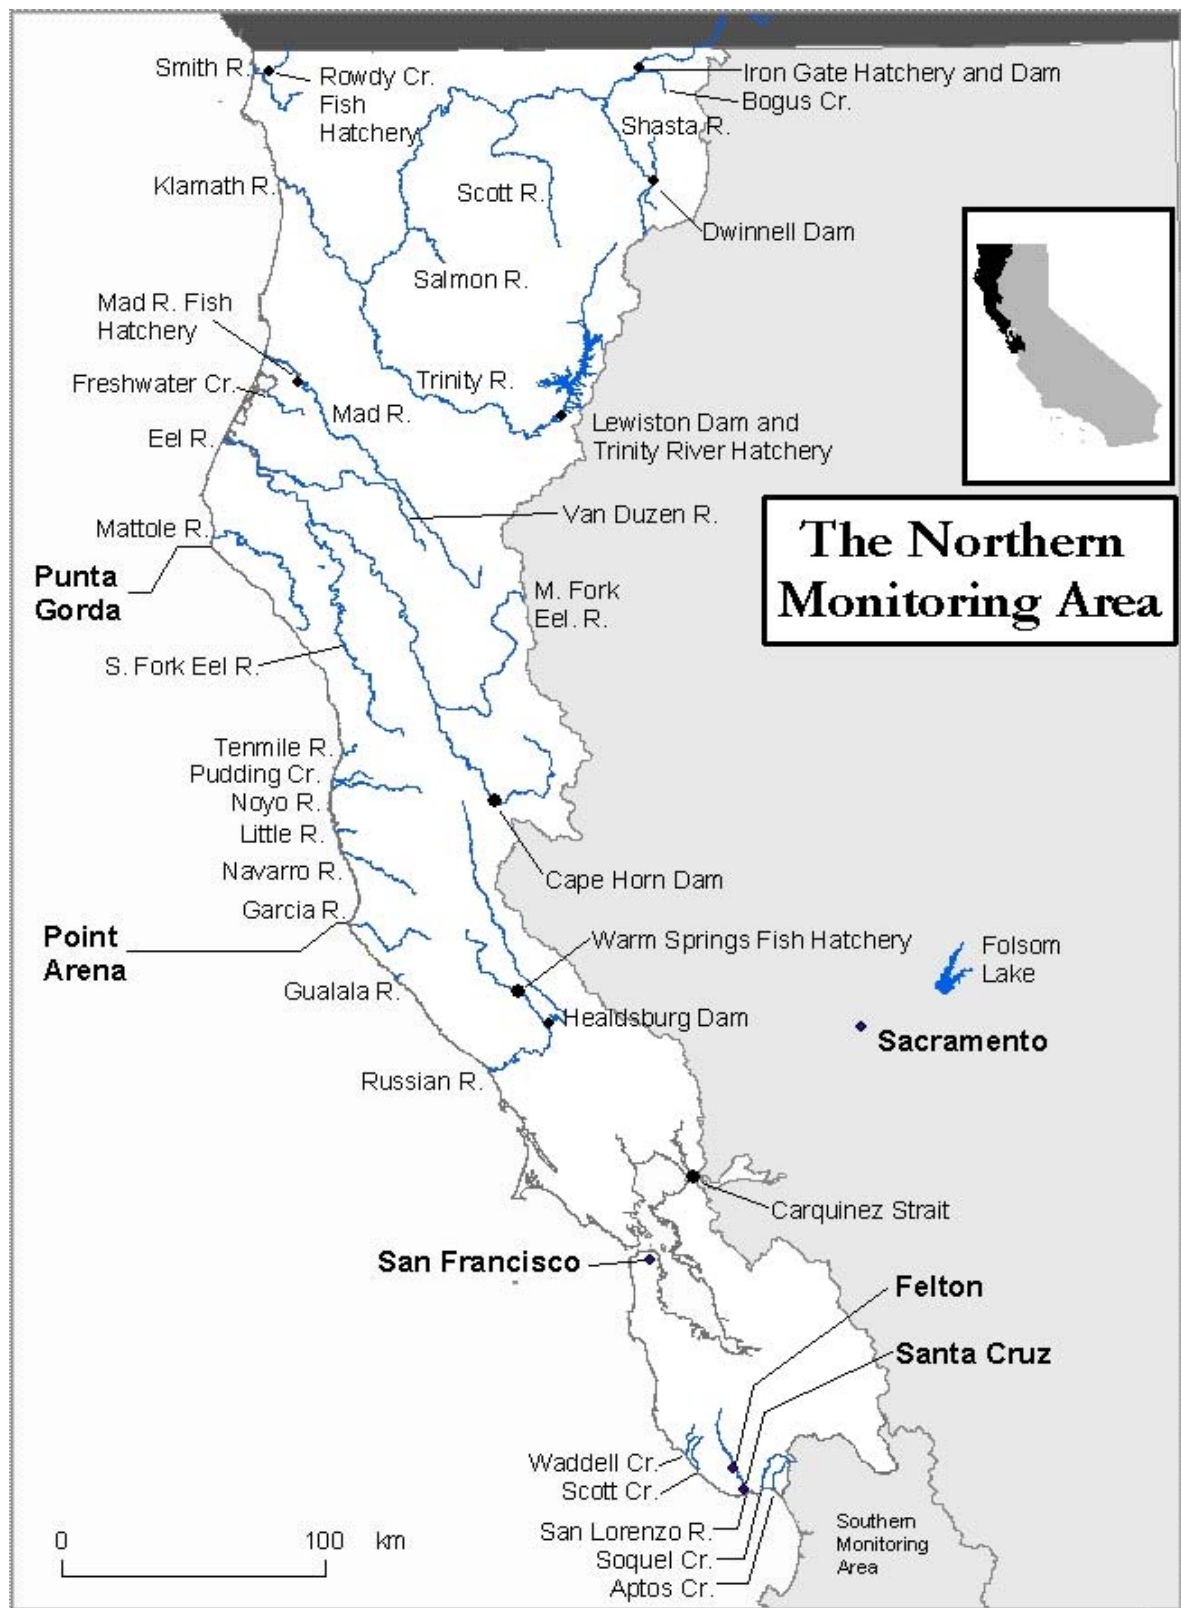 Smith R.
Rowdy Cr.
Fish
Hatchery
Iron Gate Hatchery and Dam
Bogus Cr.
Shasta R.
Klamath R.
Scott R.
Dwinnell Dam
Salmon R.
Mad R. Fish
Hatchery
Freshwater Cr.
Trinity R.
Mad R.
Lewiston Dam and
Trinity River Hatchery
Eel R.
Van Duzen R.
Mattole R.
The Northern
Monitoring Area
Punta
Gorda
M. Fork
Eel. R.
S. Fork Eel R.
Tenmile R.
Pudding Cr.
Noyo R.
Little R.
Navarro R.
Cape Horn Dam
Garcia R.
Point
Arena
Warm Springs Fish Hatchery
Folsom
Lake
Gualala R.
Healdsburg Dam
Sacramento
Russian R.
Carquinez Strait
San Francisco
Felton
Santa Cruz
Waddell Cr.
Scott Cr.
San Lorenzo R.
Soquel Cr.
Aptos Cr.
Southern
Monitoring
Area
0 100 km